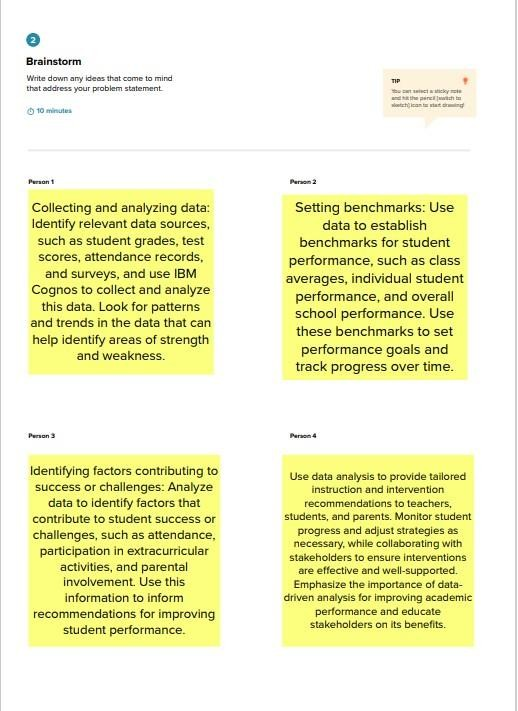 2
Brainstorm
Write down any ideas that come to mind
that address your problem statement.
10 minutes
TIP
You can select a sticky note
and hit the pencil [switch to
sketch] icon to start drawing!
Person 1
Collecting and analyzing data:
Identify relevant data sources,
such as student grades, test
scores, attendance records,
and surveys, and use IBM
Cognos to collect and analyze
this data. Look for patterns
and trends in the data that can
help identify areas of strength
and weakness.
Person 2
Setting benchmarks: Use
data to establish
benchmarks for student
performance, such as class
averages, individual student
performance, and overall
school performance. Use
these benchmarks to set
performance goals and
track progress over time.
Person 3
Identifying factors contributing to
success or challenges: Analyze
data to identify factors that
contribute to student success or
challenges, such as attendance,
participation in extracurricular
activities, and parental
involvement. Use this
information to inform
recommendations for improving
student performance.
Person 4
Use data analysis to provide tailored
instruction and intervention
recommendations to teachers,
students, and parents. Monitor student
progress and adjust strategies as
necessary, while collaborating with
stakeholders to ensure interventions
are effective and well-supported.
Emphasize the importance of data-
driven analysis for improving academic
performance and educate
stakeholders on its benefits.